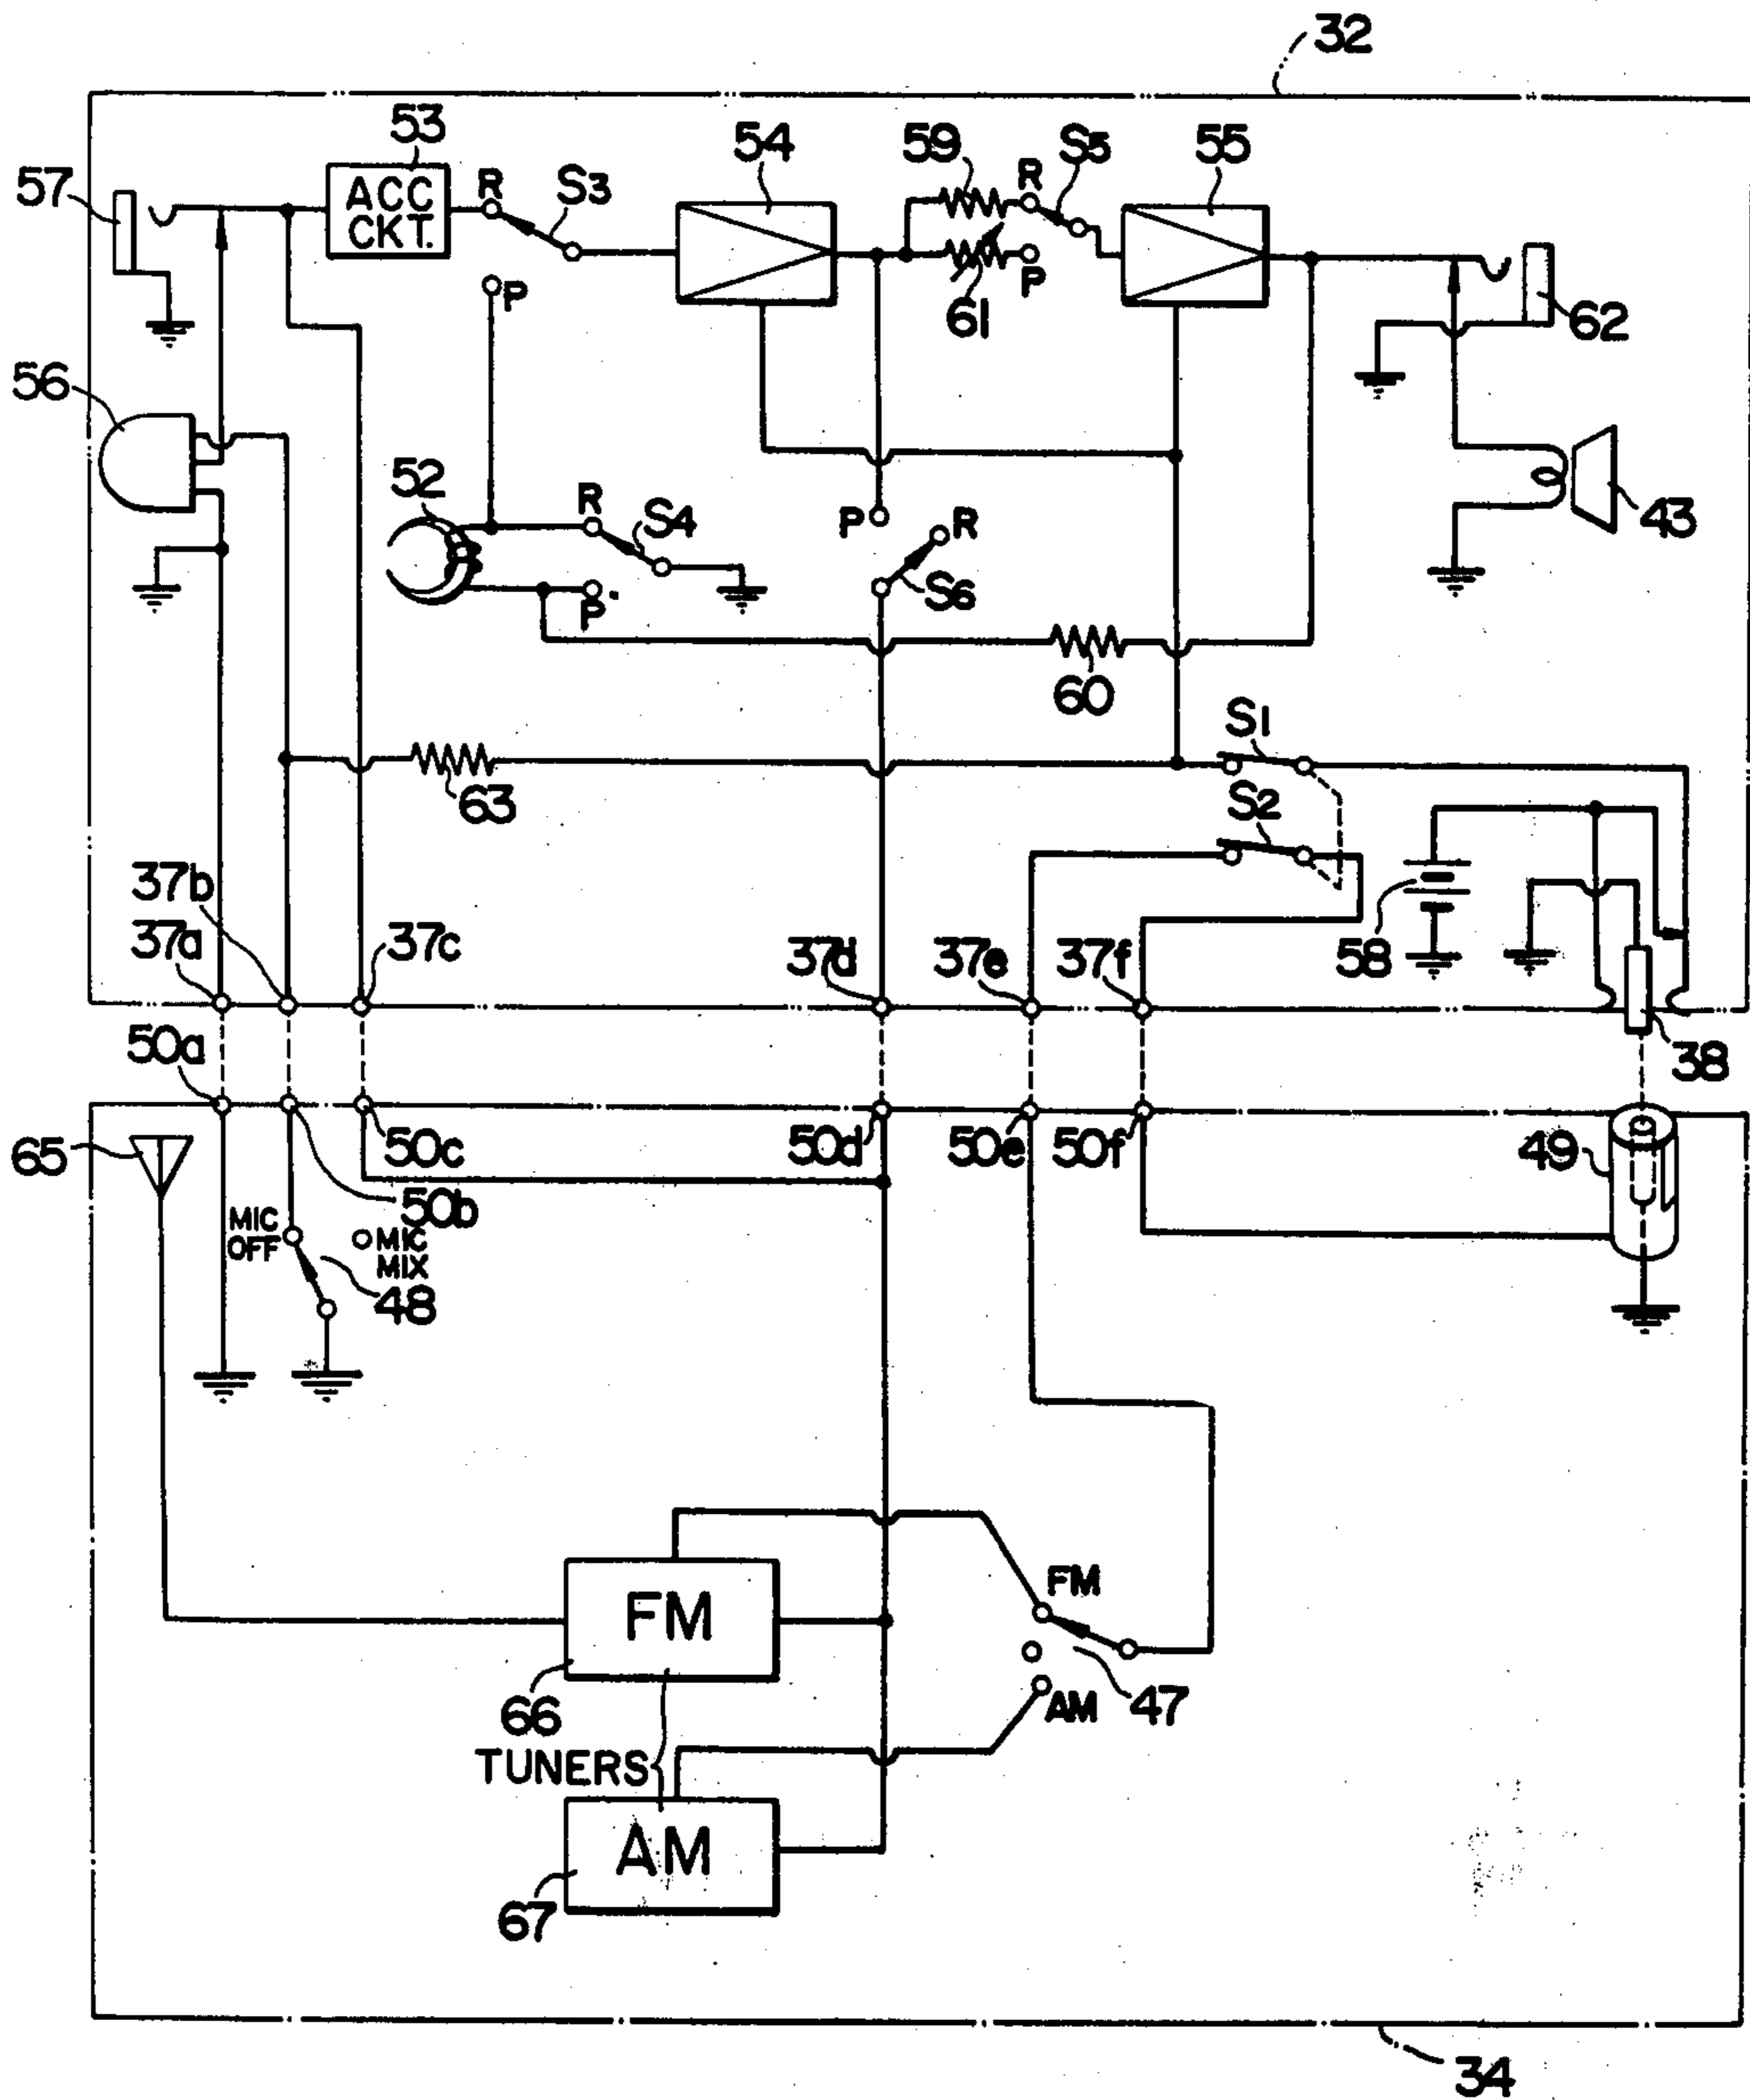 32
53
54
59
R
S5
55
57
ACC
CKT.
R
S3
P
61
P
62
56
52
R
S4
P
R
S6
43
P
60
S1
63
S2
37b
37a
37c
37d
37e
37f
58
38
50a
65
50c
50d
50e
50f
49
50b
MIC
OFF
MIC
MIX
48
FM
FM
47
66
AM
TUNERS
AM
67
34